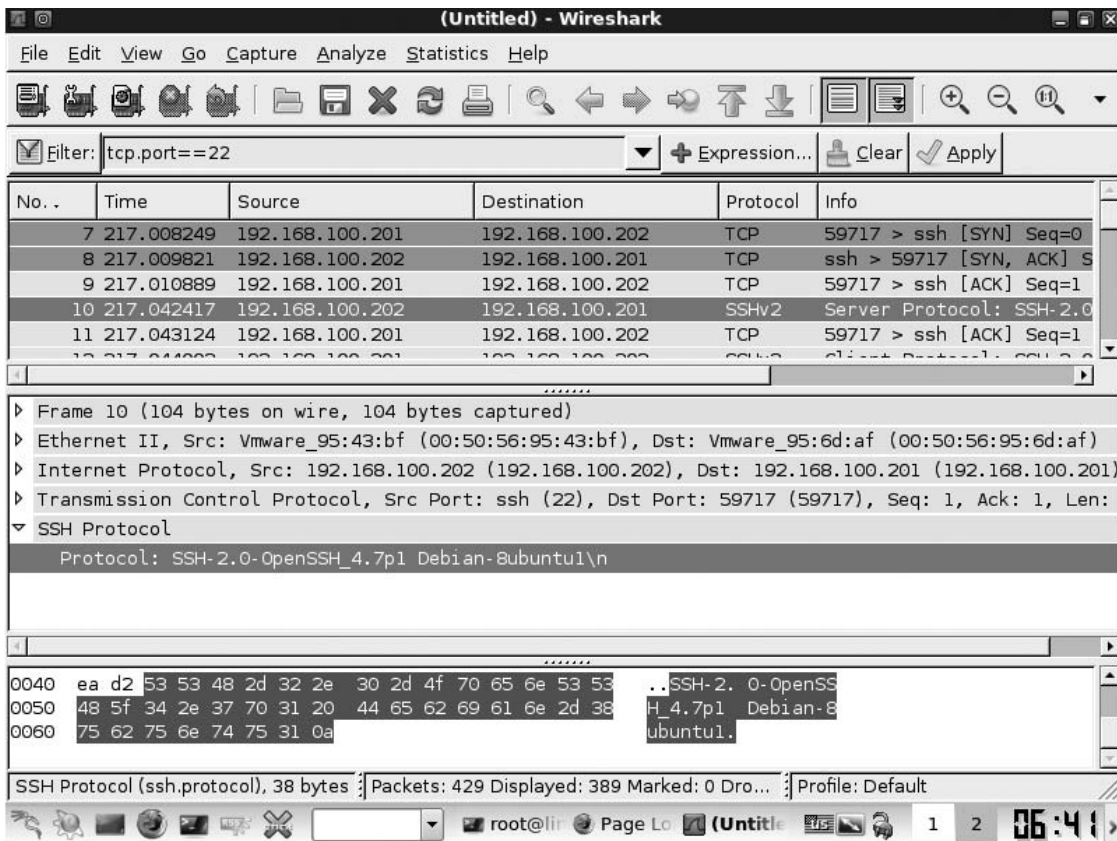 (Untitled) - Wireshark
File Edit View Go Capture Analyze Statistics Help
Filter: tcp.port==22 Expression... Clear Apply
No. . Time Source Destination Protocol Info
7 217.008249 192.168.100.201 192.168.100.202 TCP 59717 > ssh [SYN] Seq=0
8 217.009821 192.168.100.202 192.168.100.201 TCP ssh > 59717 [SYN, ACK] S
9 217.010889 192.168.100.201 192.168.100.202 TCP 59717 > ssh [ACK] Seq=1
10 217.042417 192.168.100.202 192.168.100.201 SSHv2 Server Protocol: SSH-2.0
11 217.043124 192.168.100.201 192.168.100.202 TCP 59717 > ssh [ACK] Seq=1
Frame 10 (104 bytes on wire, 104 bytes captured)
Ethernet II, Src: Vmware_95:43:bf (00:50:56:95:43:bf), Dst: Vmware_95:6d:af (00:50:56:95:6d:af)
Internet Protocol, Src: 192.168.100.202 (192.168.100.202), Dst: 192.168.100.201 (192.168.100.201)
Transmission Control Protocol, Src Port: ssh (22), Dst Port: 59717 (59717), Seq: 1, Ack: 1, Len:
SSH Protocol
Protocol: SSH-2.0-OpenSSH_4.7p1 Debian-8ubuntu1\n
0040 ea d2 53 53 48 2d 32 2e 30 2d 4f 70 65 6e 53 53 ..SSH-2. 0-OpenSS
0050 48 5f 34 2e 37 70 31 20 44 65 62 69 61 6e 2d 38 H_4.7p1 Debian-8
0060 75 62 75 6e 74 75 31 0a ubuntu1.
SSH Protocol (ssh.protocol), 38 bytes Packets: 429 Displayed: 389 Marked: 0 Dro... Profile: Default
root@lin Page Lo (Untitle US 1 2 06:41